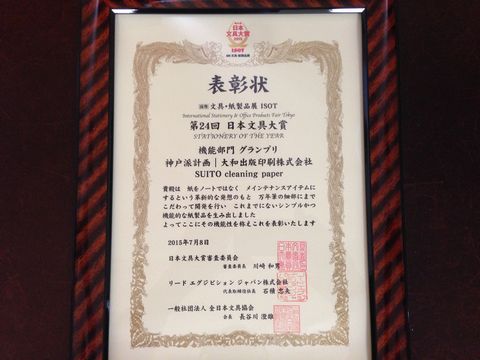 日本
文具大賞
ISOT
表彰状
国際 文具・紙製品展 ISOT
International Stationery & Office Products Fair Tokyo
第24回 日本文具大賞
STATIONERY OF THE YEAR
機能部門 グランプリ
神戸派計画│大和出版印刷株式会社
SUITO cleaning paper
貴殿は 紙をノートではなく メインテナンスアイテムに
するという革新的な発想のもと 万年筆の細部にまで
こだわって開発を行い これまでにないシンプルかつ
機能的な紙製品を生み出しました
よってここにその機能性を称えこれを表彰いたします
2015年7月8日
日本文具大賞審査委員会
審査委員長 川崎 和男
リード エグジビション ジャパン株式会社
代表取締役社長 石積 忠夫
一般社団法人 全日本文具協会
会長 長谷川 澄雄